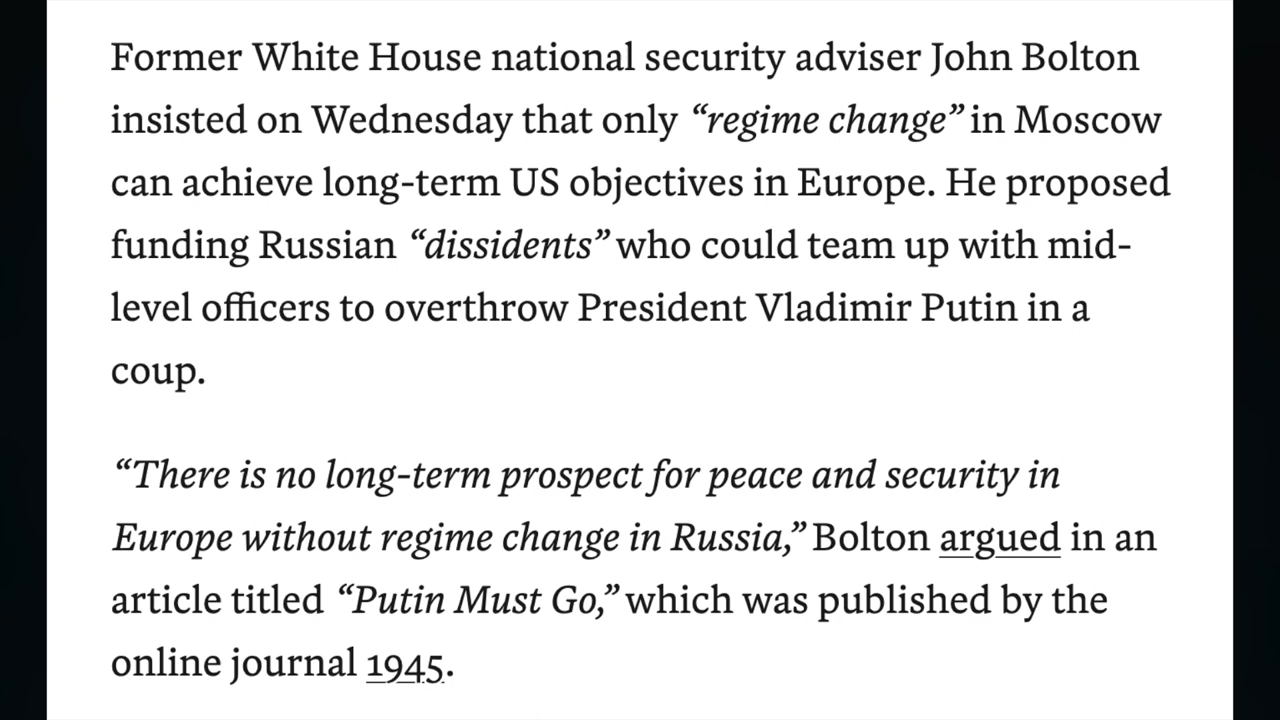 Former White House national security adviser John Bolton
insisted on Wednesday that only “regime change” in Moscow
can achieve long-term US objectives in Europe. He proposed
funding Russian “dissidents” who could team up with mid-
level officers to overthrow President Vladimir Putin in a
coup.
“There is no long-term prospect for peace and security in
Europe without regime change in Russia,” Bolton argued in an
article titled “Putin Must Go,” which was published by the
online journal 1945.